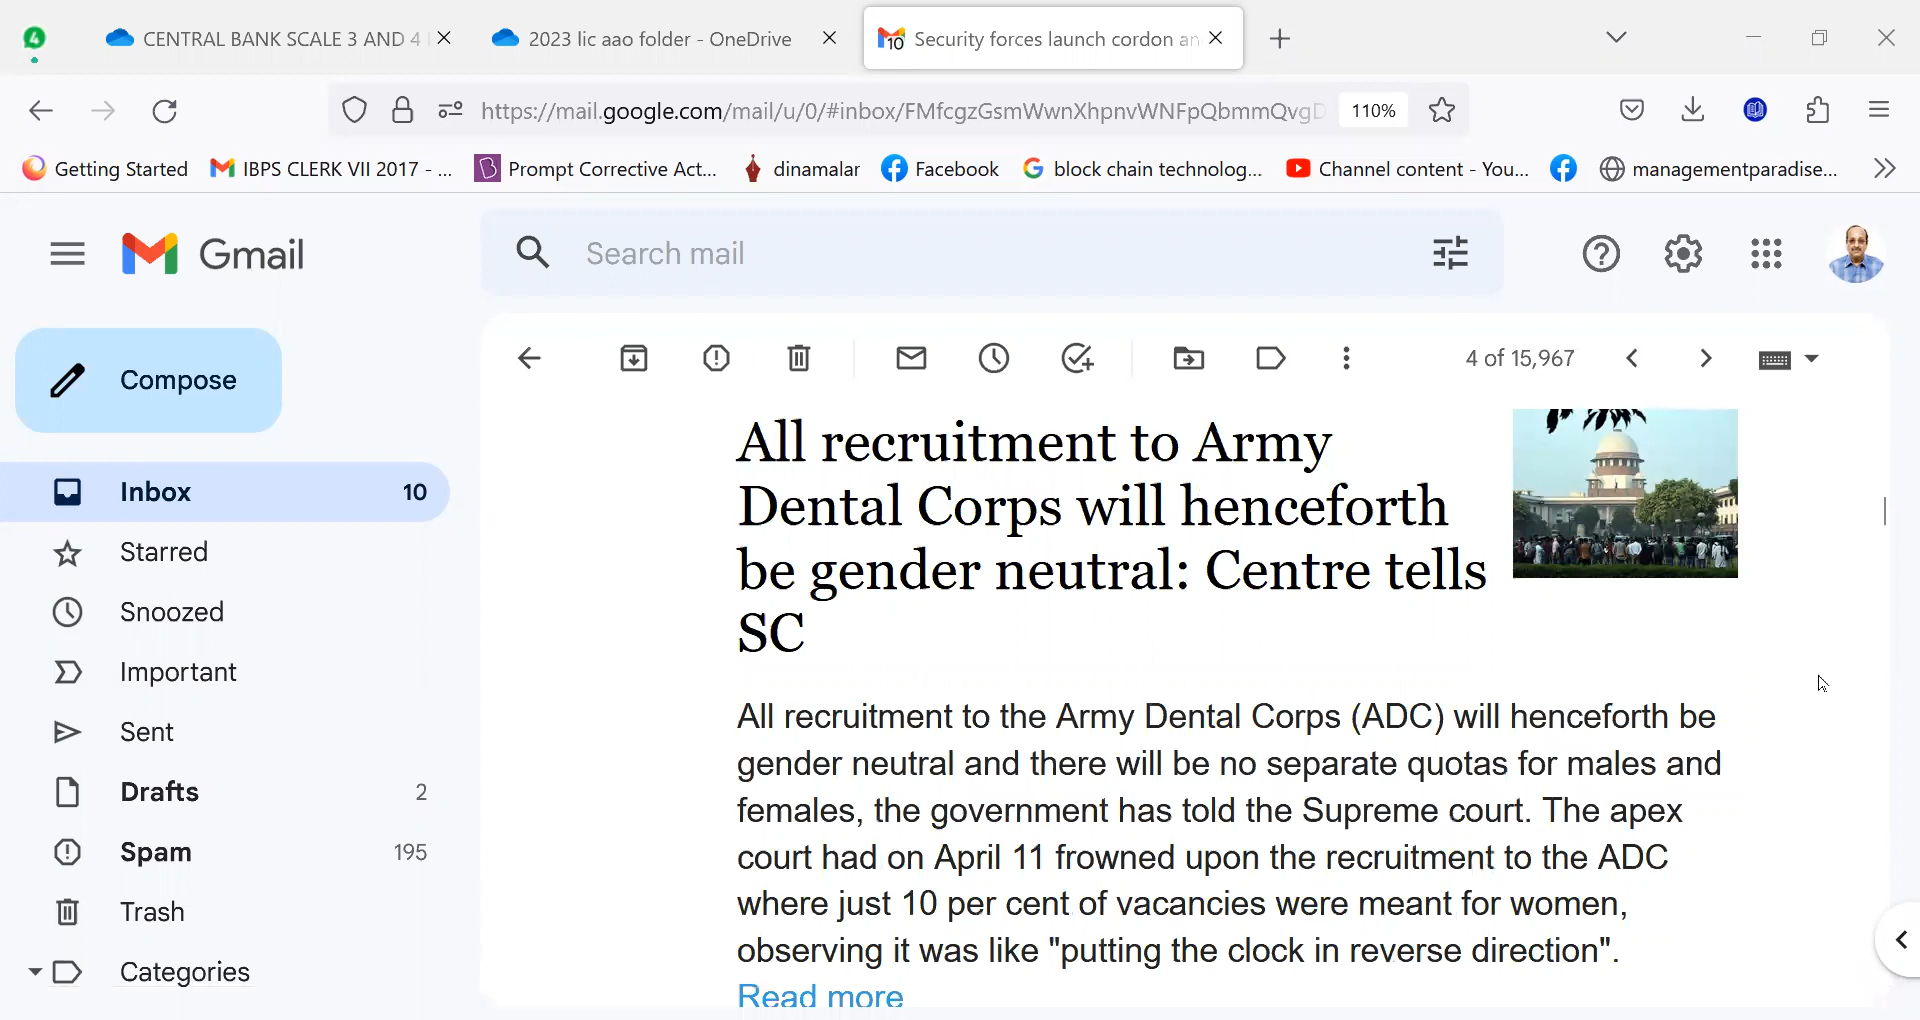 4
CENTRAL BANK SCALE 3 AND 4
2023 lic aao folder - OneDrive
10
Security forces launch cordon an
https://mail.google.com/mail/u/0/#inbox/FMfcgzGsmWwnXhpnvWNFpQbmmQvgD
110%
Getting Started
IBPS CLERK VII 2017 - ...
Prompt Corrective Act...
dinamalar
Facebook
block chain technolog...
Channel content - You...
managementparadise...
Gmail
Search mail
Compose
4 of 15,967
Inbox 10
Starred
Snoozed
Important
Sent
Drafts 2
Spam 195
Trash
Categories
All recruitment to Army
Dental Corps will henceforth
be gender neutral: Centre tells
SC
All recruitment to the Army Dental Corps (ADC) will henceforth be
gender neutral and there will be no separate quotas for males and
females, the government has told the Supreme court. The apex
court had on April 11 frowned upon the recruitment to the ADC
where just 10 per cent of vacancies were meant for women,
observing it was like "putting the clock in reverse direction".
Read more